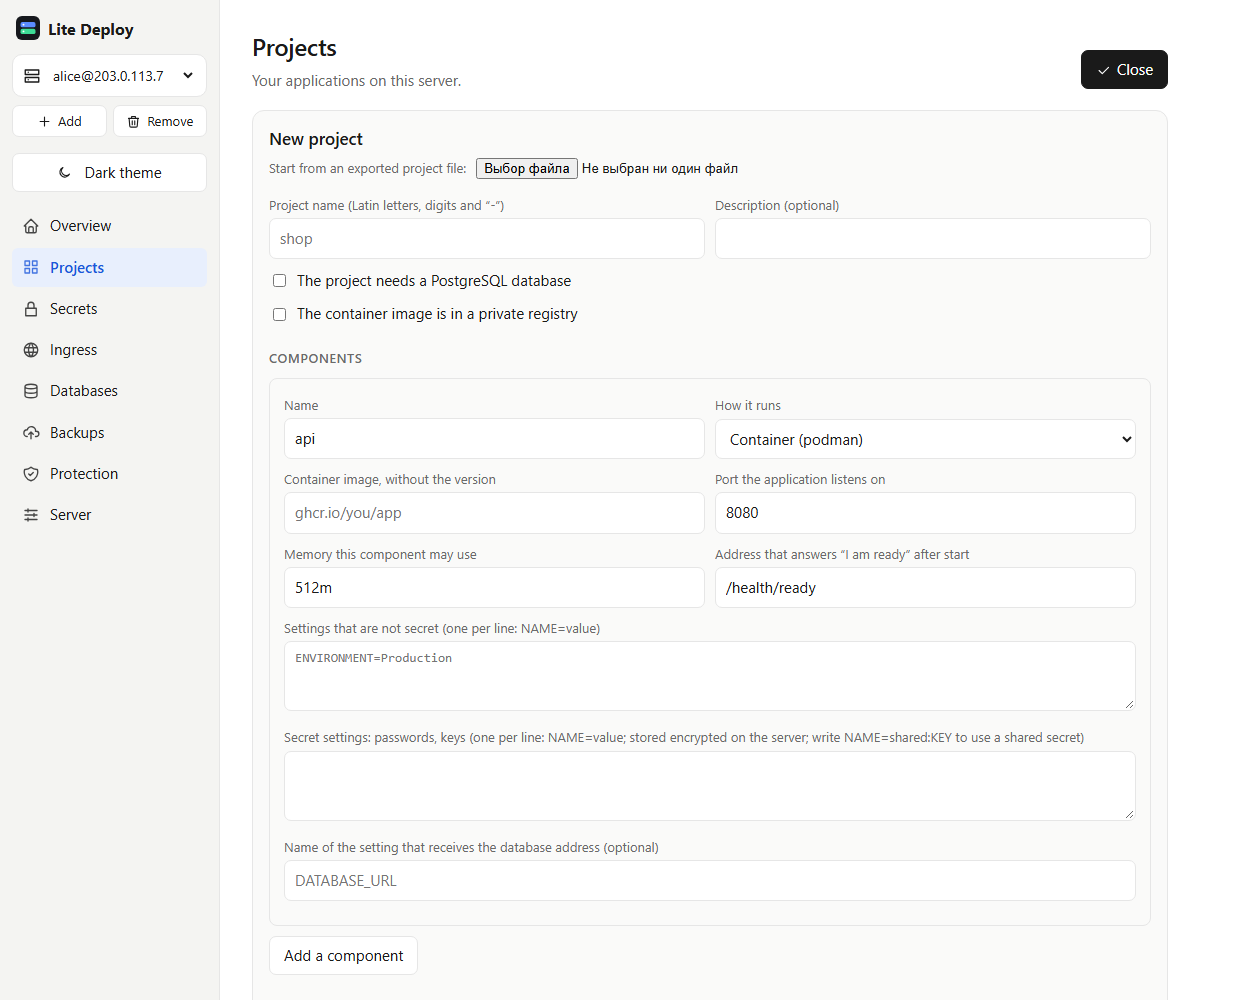 Lite Deploy
alice@203.0.113.7
Add
Remove
Dark theme
Overview
Projects
Secrets
Ingress
Databases
Backups
Protection
Server
Projects
Your applications on this server.
Close
New project
Start from an exported project file: Выбор файла Не выбран ни один файл
Project name (Latin letters, digits and “-”)
shop
Description (optional)
The project needs a PostgreSQL database
The container image is in a private registry
COMPONENTS
Name
api
How it runs
Container (podman)
Container image, without the version
ghcr.io/you/app
Port the application listens on
8080
Memory this component may use
512m
Address that answers “I am ready” after start
/health/ready
Settings that are not secret (one per line: NAME=value)
ENVIRONMENT=Production
Secret settings: passwords, keys (one per line: NAME=value; stored encrypted on the server; write NAME=shared:KEY to use a shared secret)
Name of the setting that receives the database address (optional)
DATABASE_URL
Add a component